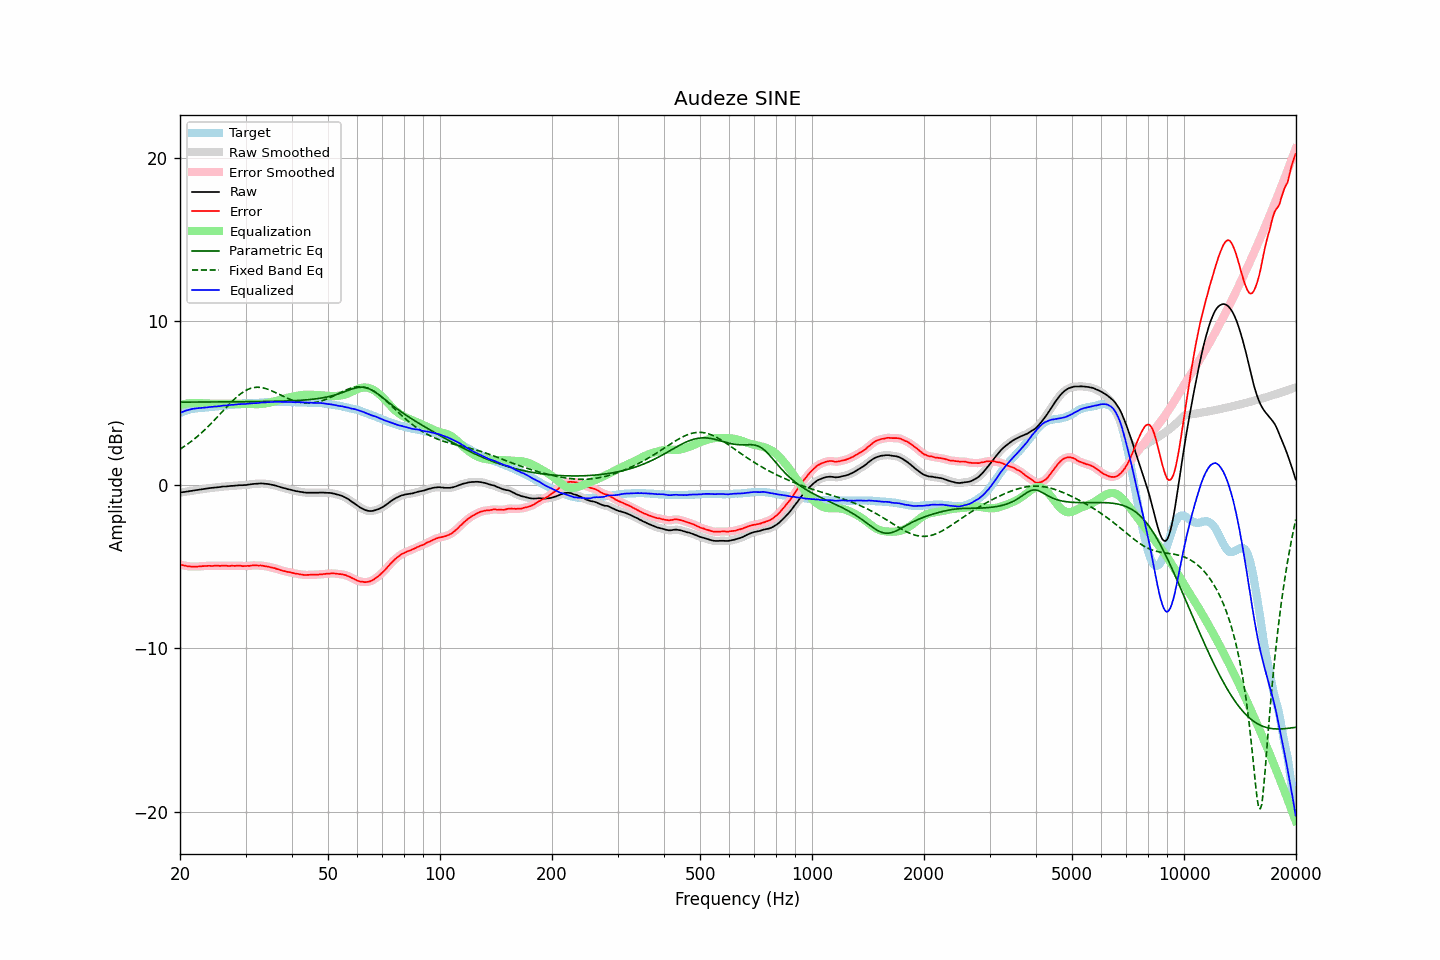 Audeze SINE
Target
Raw Smoothed
Error Smoothed
Raw
Error
Equalization
Parametric Eq
Fixed Band Eq
Equalized
20
10
0
−10
−20
Amplitude (dBr)
20 50 100 200 500 1000 2000 5000 10000 20000
Frequency (Hz)